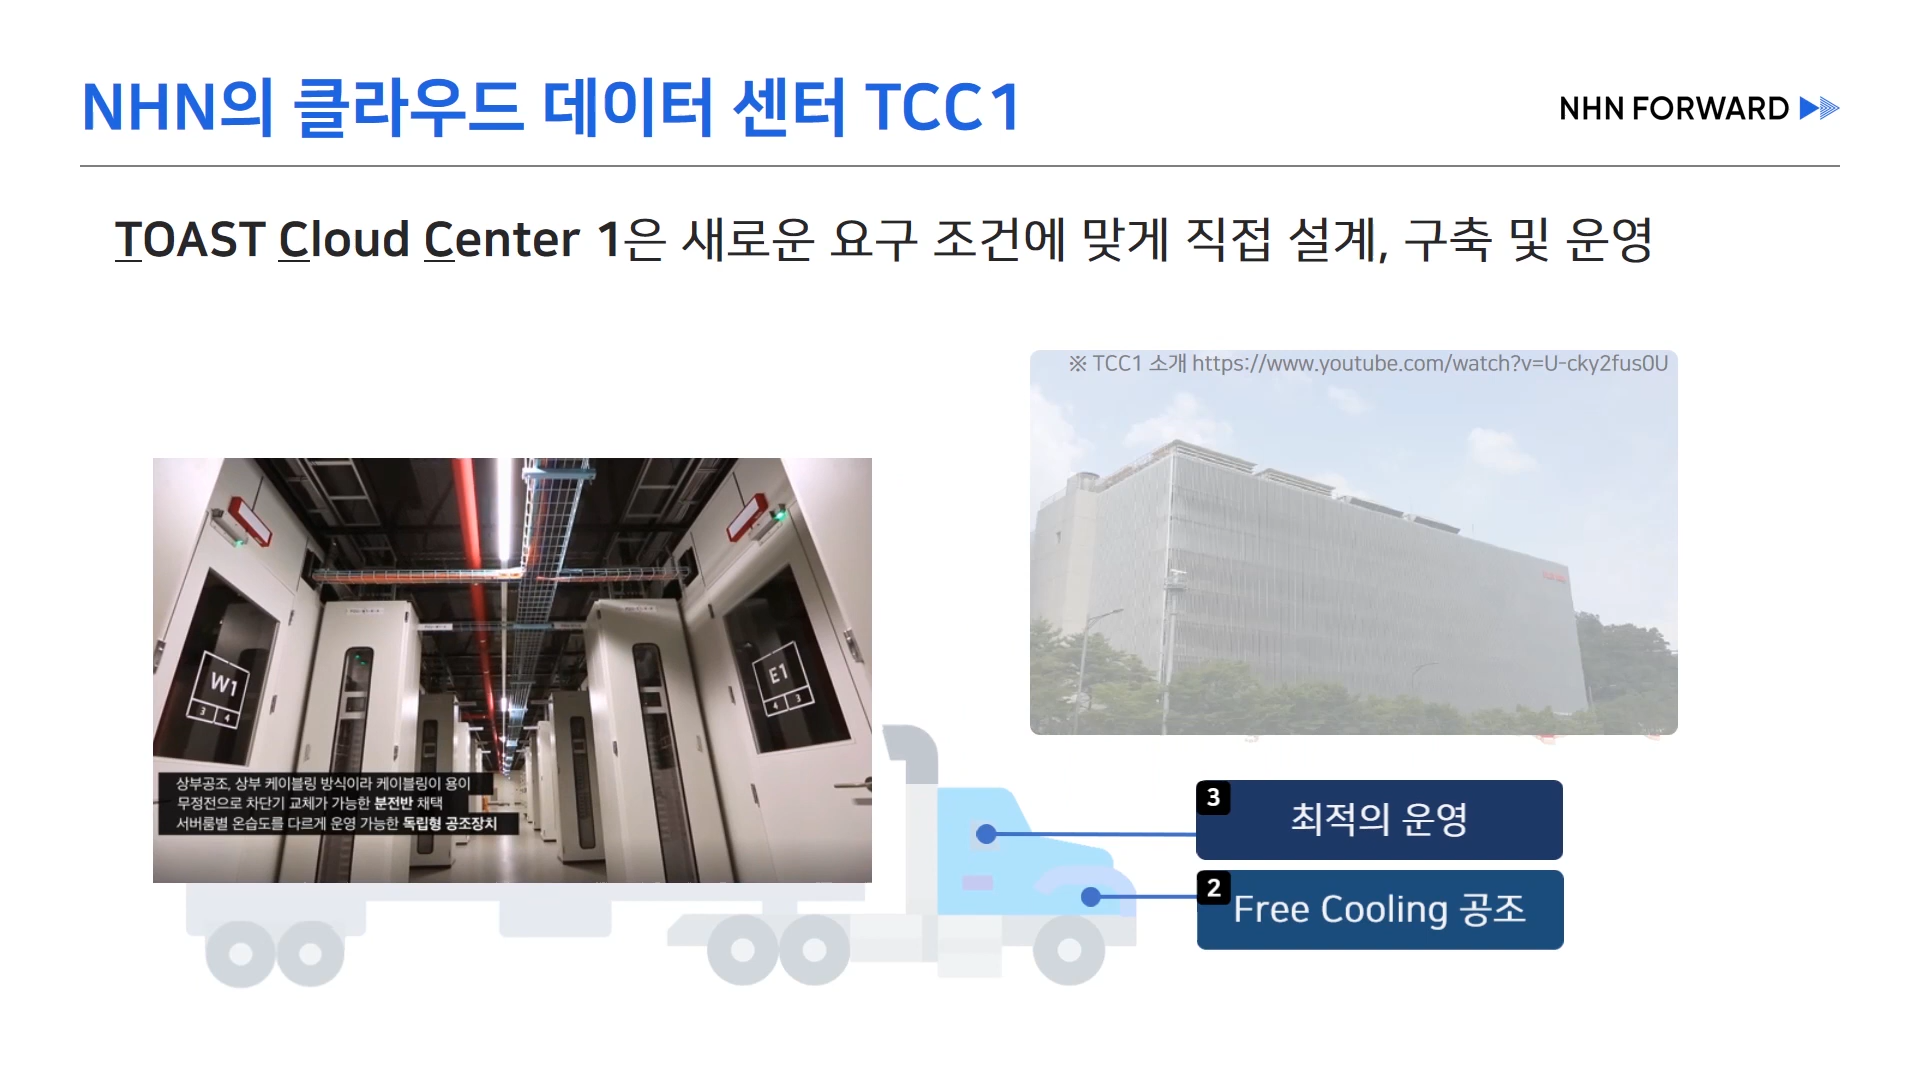 NHN의 클라우드 데이터 센터 TCC1
NHN FORWARD
TOAST Cloud Center 1은 새로운 요구 조건에 맞게 직접 설계, 구축 및 운영
※ TCC1 소개 https://www.youtube.com/watch?v=U-cky2fus0U
W1
3 4
E1
4 3
상부공조, 상부 케이블링 방식이라 케이블링이 용이
무정전으로 차단기 교체가 가능한 분전반 채택
서버룸별 온습도를 다르게 운영 가능한 독립형 공조장치
3
최적의 운영
2
Free Cooling 공조